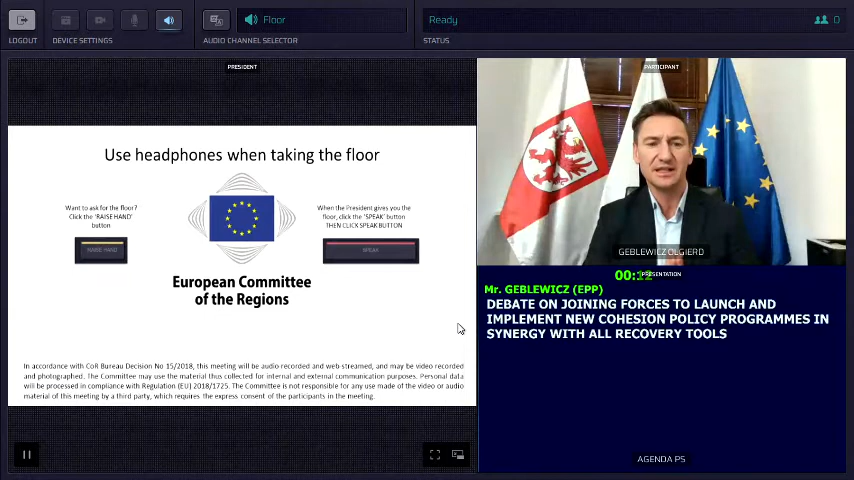 LOGOUT
DEVICE SETTINGS
Floor
AUDIO CHANNEL SELECTOR
Ready
STATUS
0
PRESIDENT
Use headphones when taking the floor
Want to ask for the floor?
Click the 'RAISE HAND'
button
RAISE HAND
When the President gives you the
floor, click the 'SPEAK' button
THEN CLICK SPEAK BUTTON
SPEAK
European Committee
of the Regions
In accordance with CoR Bureau Decision No 15/2018, this meeting will be audio recorded and web-streamed, and may be video recorded
and photographed. The Committee may use the material thus collected for internal and external communication purposes. Personal data
will be processed in compliance with Regulation (EU) 2018/1725. The Committee is not responsible for any use made of the video or audio
material of this meeting by a third party, which requires the express consent of the participants in the meeting.
PARTICIPANT
GEBLEWICZ OLGIERD
PRESENTATION
Mr. GEBLEWICZ (EPP)
DEBATE ON JOINING FORCES TO LAUNCH AND
IMPLEMENT NEW COHESION POLICY PROGRAMMES IN
SYNERGY WITH ALL RECOVERY TOOLS
AGENDA PS